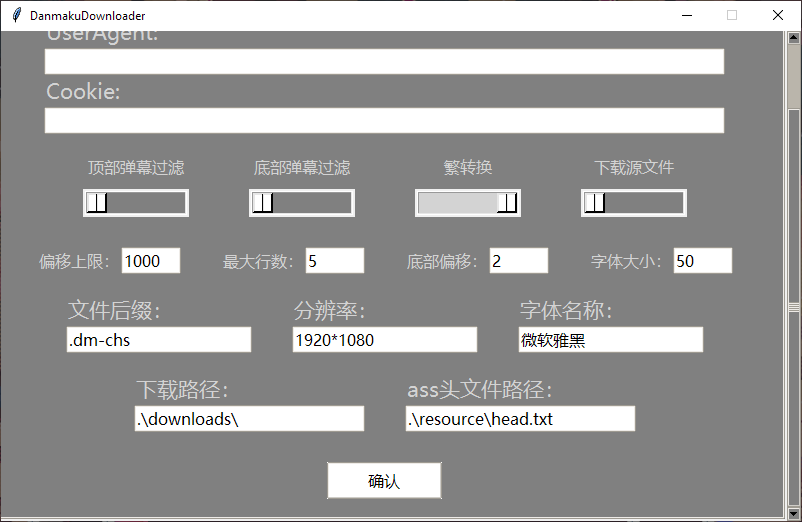 DanmakuDownloader
UserAgent:
Cookie:
顶部弹幕过滤 底部弹幕过滤 繁转换 下载源文件
偏移上限: 1000 最大行数: 5 底部偏移: 2 字体大小: 50
文件后缀: 分辨率: 字体名称:
.dm-chs 1920*1080 微软雅黑
下载路径: ass头文件路径:
.\downloads\ .\resource\head.txt
确认